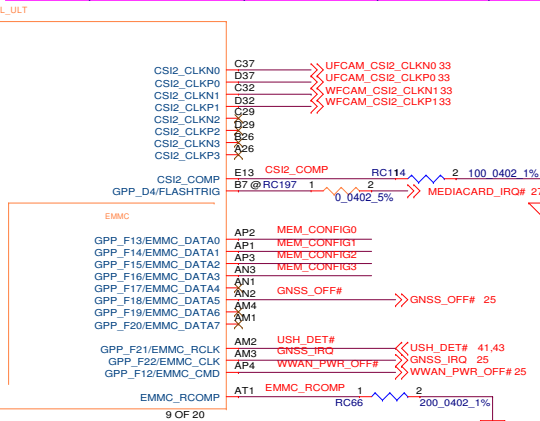 L_ULT
CSI2_CLKN0 C37 UFCAM_CSI2_CLKN0 33
CSI2_CLKP0 D37 UFCAM_CSI2_CLKP0 33
CSI2_CLKN1 C32 WFCAM_CSI2_CLKN1 33
CSI2_CLKP1 D32 WFCAM_CSI2_CLKP1 33
CSI2_CLKN2 C29
CSI2_CLKP2 D29
CSI2_CLKN3 B26
CSI2_CLKP3 A26
CSI2_COMP E13 CSI2_COMP RC114 1 2 100_0402_1%
GPP_D4/FLASHTRIG B7 @ RC197 1 2 MEDIACARD_IRQ# 27
0_0402_5%
EMMC
GPP_F13/EMMC_DATA0 AP2 MEM_CONFIG0
GPP_F14/EMMC_DATA1 AP1 MEM_CONFIG1
GPP_F15/EMMC_DATA2 AP3 MEM_CONFIG2
GPP_F16/EMMC_DATA3 AN3 MEM_CONFIG3
GPP_F17/EMMC_DATA4 AN1
GPP_F18/EMMC_DATA5 AN2 GNSS_OFF# GNSS_OFF# 25
GPP_F19/EMMC_DATA6 AM4
GPP_F20/EMMC_DATA7 AM1
GPP_F21/EMMC_RCLK AM2 USH_DET# USH_DET# 41,43
GPP_F22/EMMC_CLK AM3 GNSS_IRQ GNSS_IRQ 25
GPP_F12/EMMC_CMD AP4 WWAN_PWR_OFF# WWAN_PWR_OFF# 25
EMMC_RCOMP AT1 EMMC_RCOMP 1 2
RC66 200_0402_1%
9 OF 20